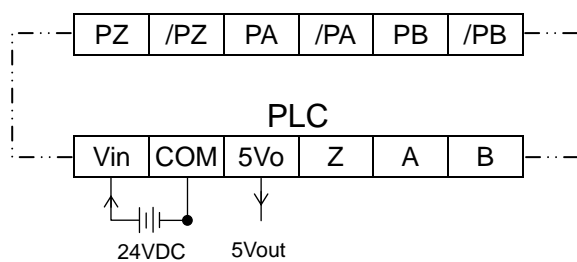 PZ /PZ PA /PA PB /PB
PLC
Vin COM 5Vo Z A B
24VDC 5Vout